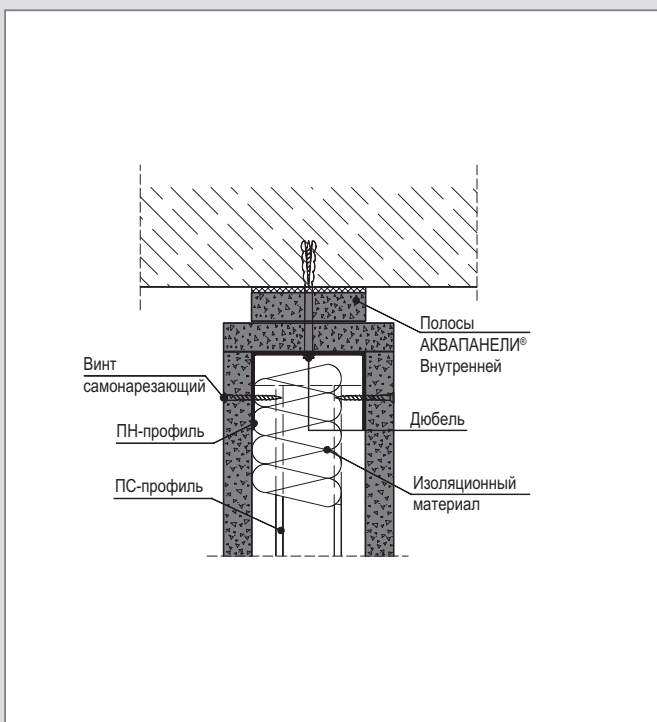 Полосы
АКВАПАНЕЛИ®
Внутренней
Винт
самонарезающий
Дюбель
ПН-профиль
Изоляционный
материал
ПС-профиль